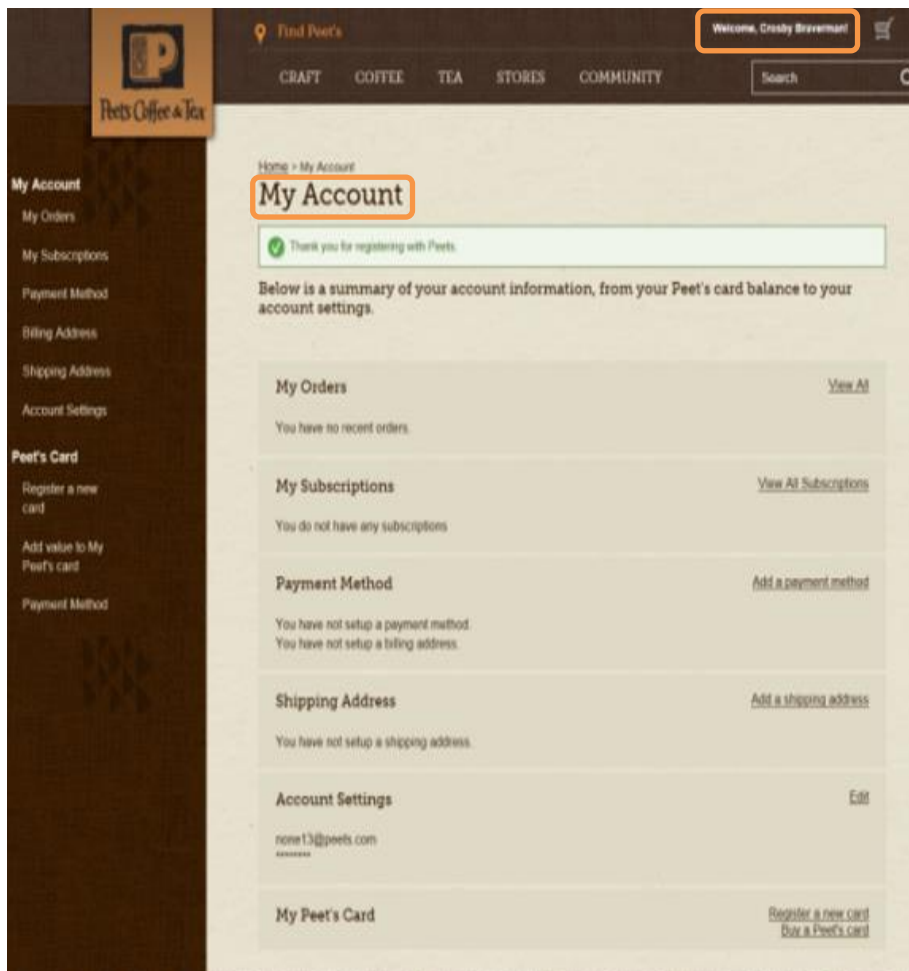 Find Peet's
Welcome, Crosby Braverman!
CRAFT COFFEE TEA STORES COMMUNITY
Search
Peet's Coffee & Tea
My Account
My Orders
My Subscriptions
Payment Method
Billing Address
Shipping Address
Account Settings
Peet's Card
Register a new
card
Add value to My
Peet's card
Payment Method
Home > My Account
My Account
Thank you for registering with Peets.
Below is a summary of your account information, from your Peet's card balance to your
account settings.
My Orders View All
You have no recent orders.
My Subscriptions View All Subscriptions
You do not have any subscriptions
Payment Method Add a payment method
You have not setup a payment method.
You have not setup a billing address.
Shipping Address Add a shipping address
You have not setup a shipping address.
Account Settings Edit
none13@peets.com
********
My Peet's Card Register a new card
Buy a Peet's card